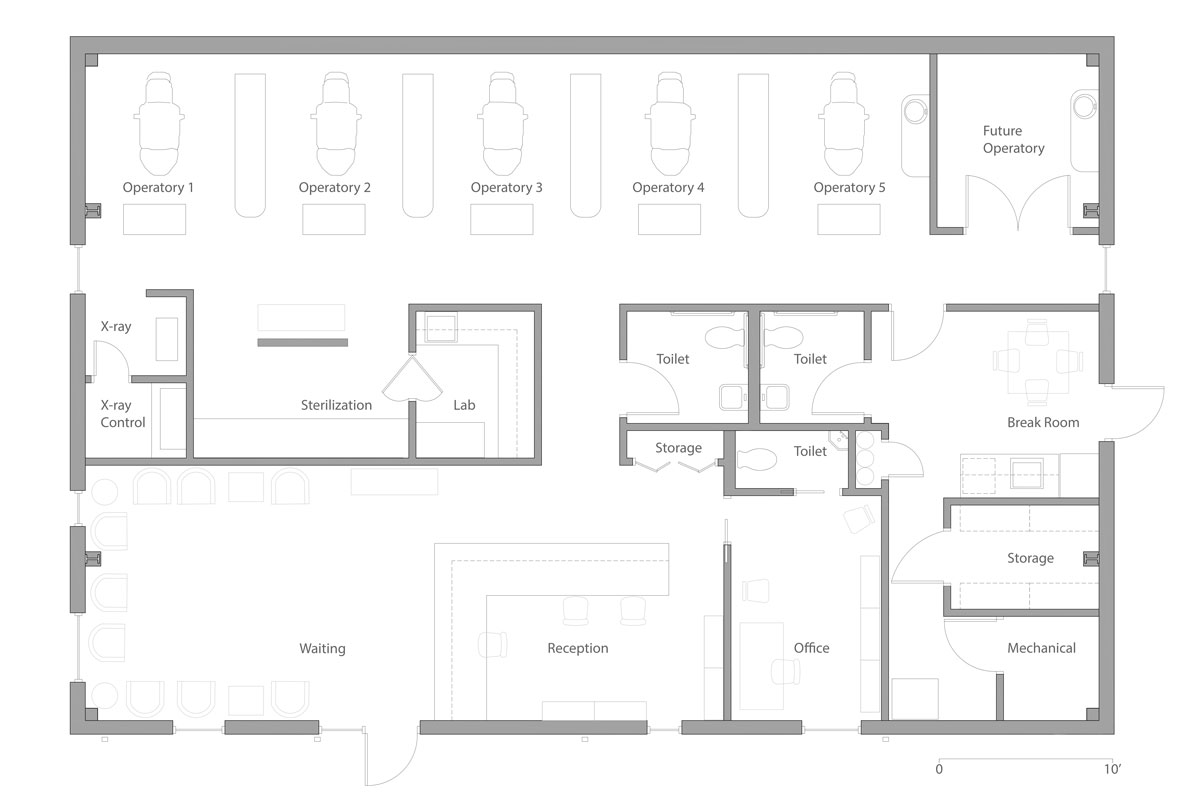 Future
Operatory
Operatory 1
Operatory 2
Operatory 3
Operatory 4
Operatory 5
X-ray
Toilet
Toilet
X-ray
Control
Sterilization
Lab
Break Room
Storage
Toilet
Storage
Waiting
Reception
Office
Mechanical
0
10’